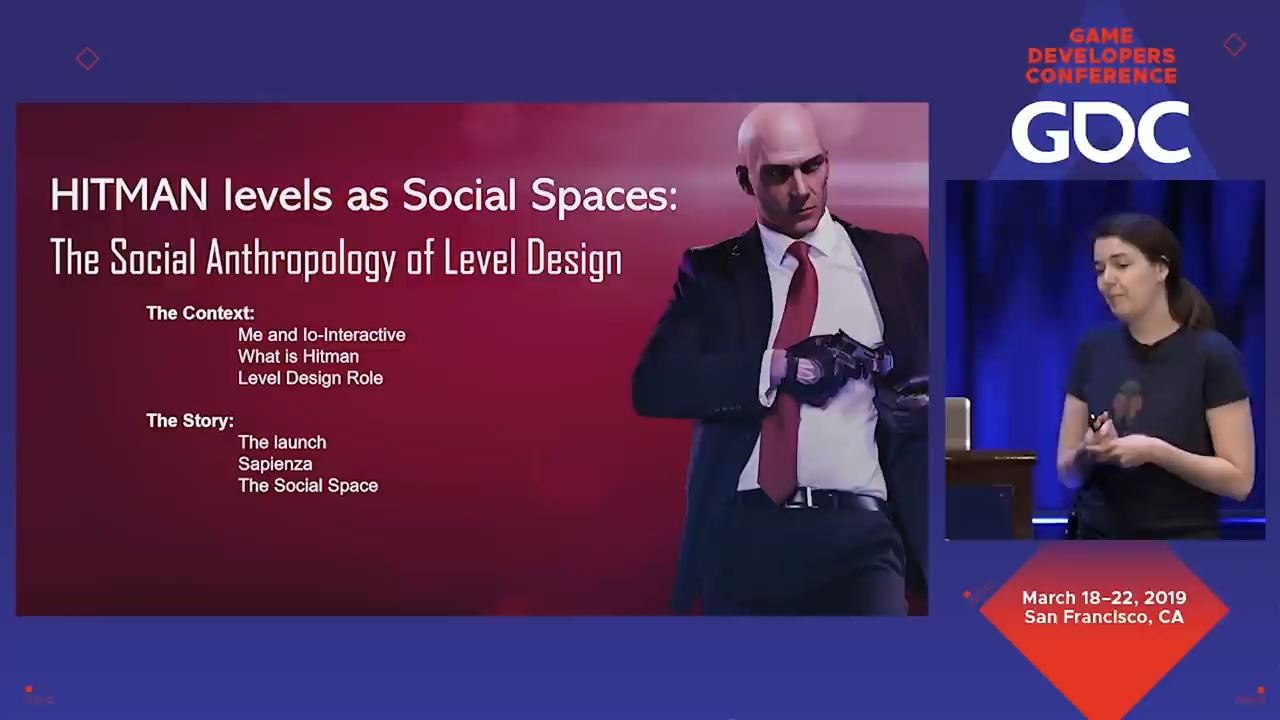 GAME
DEVELOPERS
CONFERENCE
GDC
HITMAN levels as Social Spaces:
The Social Anthropology of Level Design
The Context:
Me and Io-Interactive
What is Hitman
Level Design Role
The Story:
The launch
Sapienza
The Social Space
March 18–22, 2019
San Francisco, CA